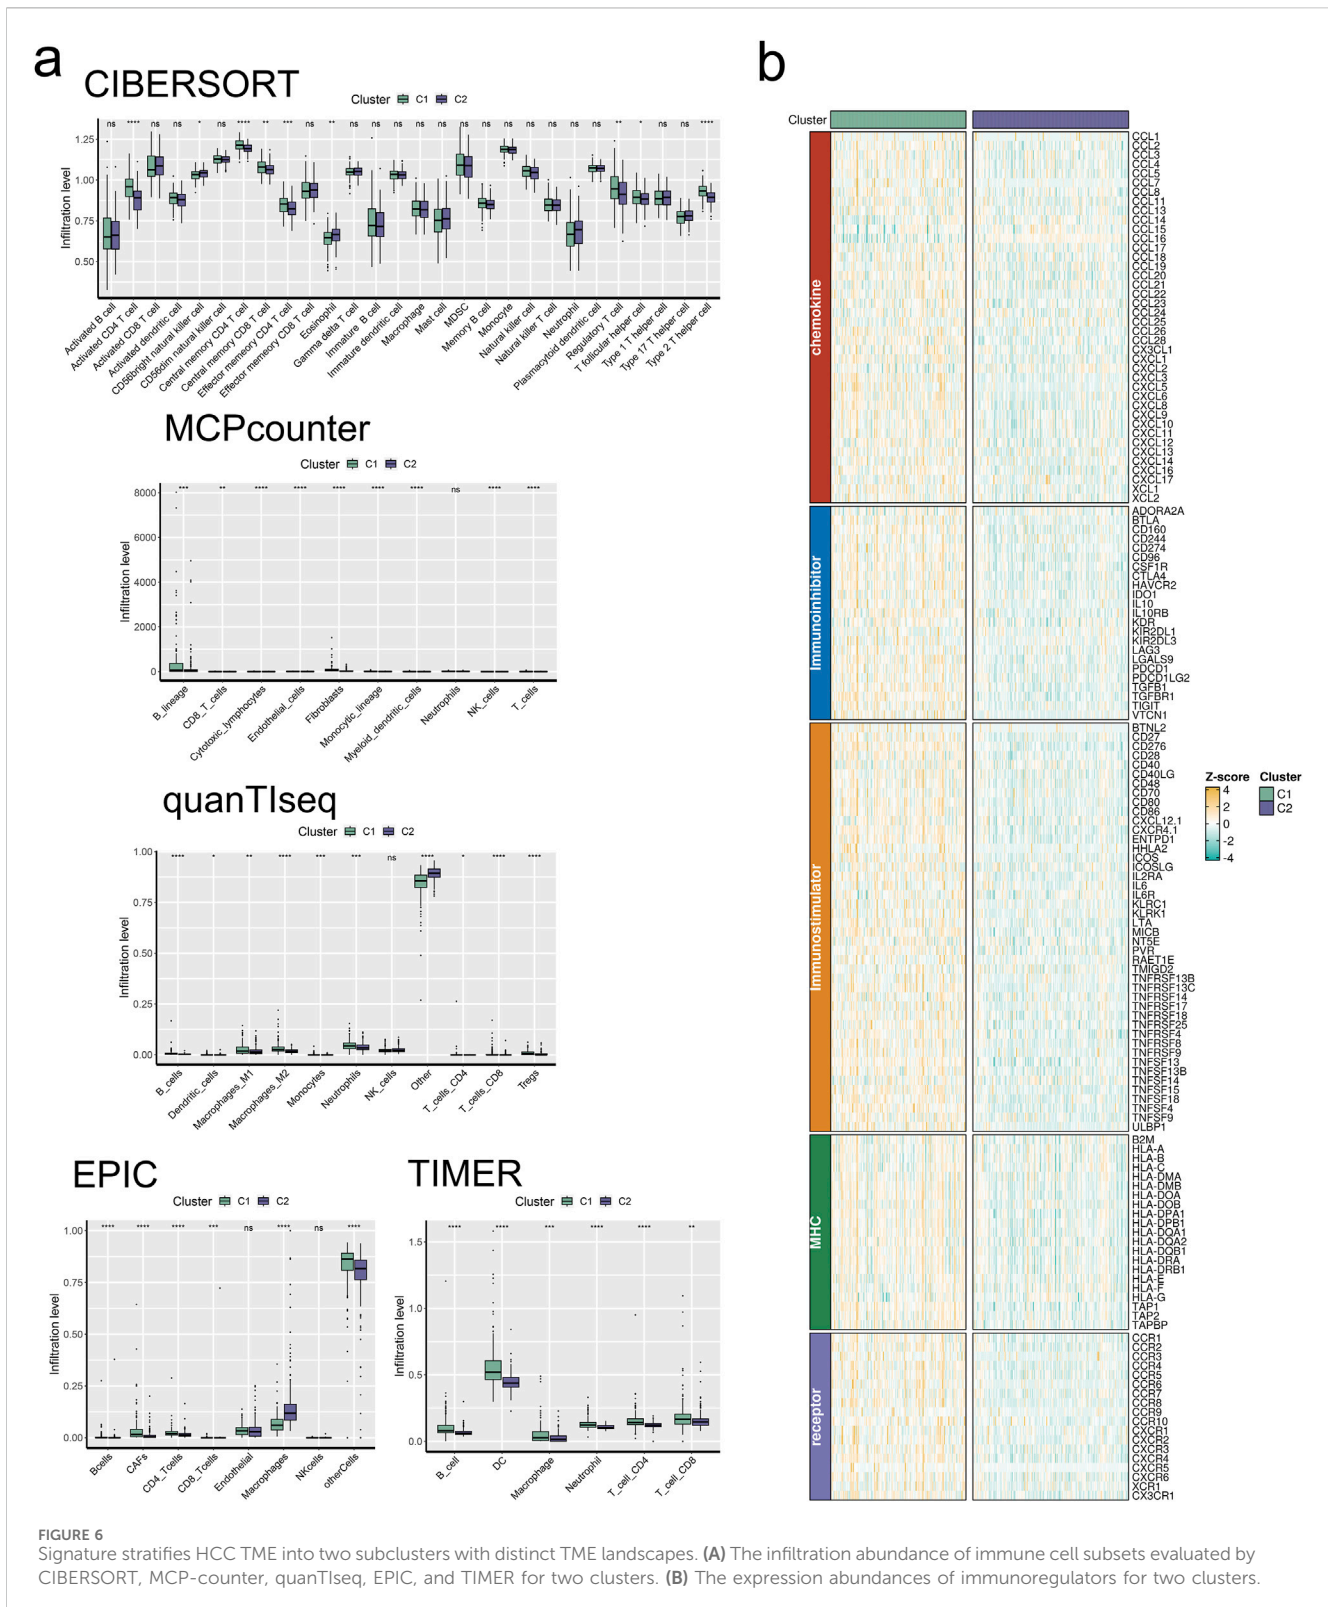 a
CIBERSORT
Cluster C1 C2
ns **** ns ns * ns **** ** *** ns ** ns ns ns ns ns ns ns ns ns ns ns ns ** * ns ns ****
Infiltration level
1.25
1.00
0.75
0.50
Activated B cell
Activated CD4 T cell
Activated CD8 T cell
Activated dendritic cell
CD56bright natural killer cell
CD56dim natural killer cell
Central memory CD4 T cell
Central memory CD8 T cell
Effector memory CD4 T cell
Effector memory CD8 T cell
Eosinophil
Gamma delta T cell
Immature B cell
Immature dendritic cell
Macrophage
Mast cell
MDSC
Memory B cell
Monocyte
Natural killer cell
Natural killer T cell
Neutrophil
Plasmacytoid dendritic cell
Regulatory T cell
T follicular helper cell
Type 1 T helper cell
Type 17 T helper cell
Type 2 T helper cell
MCPcounter
Cluster C1 C2
*** ** **** **** **** **** **** ns **** ****
Infiltration level
8000
6000
4000
2000
0
B_lineage
CD8_T_cells
Cytotoxic_lymphocytes
Endothelial_cells
Fibroblasts
Monocytic_lineage
Myeloid_dendritic_cells
Neutrophils
NK_cells
T_cells
quanTIseq
Cluster C1 C2
**** * ** **** *** *** ns **** * **** ****
Infiltration level
1.00
0.75
0.50
0.25
0.00
B_cells
Dendritic_cells
Macrophages_M1
Macrophages_M2
Monocytes
Neutrophils
NK_cells
Other
T_cells_CD4
T_cells_CD8
Tregs
EPIC
Cluster C1 C2
**** **** **** *** ns **** ns ****
Infiltration level
1.00
0.75
0.50
0.25
0.00
Bcells
CAFs
CD4_Tcells
CD8_Tcells
Endothelial
Macrophages
NKcells
otherCells
TIMER
Cluster C1 C2
**** **** *** **** **** **
Infiltration level
1.5
1.0
0.5
0.0
B_cell
DC
Macrophage
Neutrophil
T_cell_CD4
T_cell_CD8
b
Cluster
chemokine
CCL1
CCL2
CCL3
CCL4
CCL5
CCL7
CCL8
CCL11
CCL13
CCL14
CCL15
CCL16
CCL17
CCL18
CCL19
CCL20
CCL21
CCL22
CCL23
CCL24
CCL25
CCL26
CCL28
CX3CL1
CXCL1
CXCL2
CXCL3
CXCL5
CXCL6
CXCL8
CXCL9
CXCL10
CXCL11
CXCL12
CXCL13
CXCL14
CXCL16
CXCL17
XCL1
XCL2
Immunoinhibitor
ADORA2A
BTLA
CD160
CD244
CD274
CD96
CSF1R
CTLA4
HAVCR2
IDO1
IL10
IL10RB
KDR
KIR2DL1
KIR2DL3
LAG3
LGALS9
PDCD1
PDCD1LG2
TGFB1
TGFBR1
TIGIT
VTCN1
Immunostimulator
BTNL2
CD27
CD276
CD28
CD40
CD40LG
CD48
CD70
CD80
CD86
CXCL12.1
CXCR4.1
ENTPD1
HHLA2
ICOS
ICOSLG
IL2RA
IL6
IL6R
KLRC1
KLRK1
LTA
MICB
NT5E
PVR
RAET1E
TMIGD2
TNFRSF13B
TNFRSF13C
TNFRSF14
TNFRSF17
TNFRSF18
TNFRSF25
TNFRSF4
TNFRSF8
TNFRSF9
TNFSF13
TNFSF13B
TNFSF14
TNFSF15
TNFSF18
TNFSF4
TNFSF9
ULBP1
MHC
B2M
HLA-A
HLA-B
HLA-C
HLA-DMA
HLA-DMB
HLA-DOA
HLA-DOB
HLA-DPA1
HLA-DPB1
HLA-DQA1
HLA-DQA2
HLA-DQB1
HLA-DRA
HLA-DRB1
HLA-E
HLA-F
HLA-G
TAP1
TAP2
TAPBP
receptor
CCR1
CCR2
CCR3
CCR4
CCR5
CCR6
CCR7
CCR8
CCR9
CCR10
CXCR1
CXCR2
CXCR3
CXCR4
CXCR5
CXCR6
XCR1
CX3CR1
Z-score Cluster
4
2
0
-2
-4
C1
C2
FIGURE 6
Signature stratifies HCC TME into two subclusters with distinct TME landscapes. (A) The infiltration abundance of immune cell subsets evaluated by
CIBERSORT, MCP-counter, quanTIseq, EPIC, and TIMER for two clusters. (B) The expression abundances of immunoregulators for two clusters.